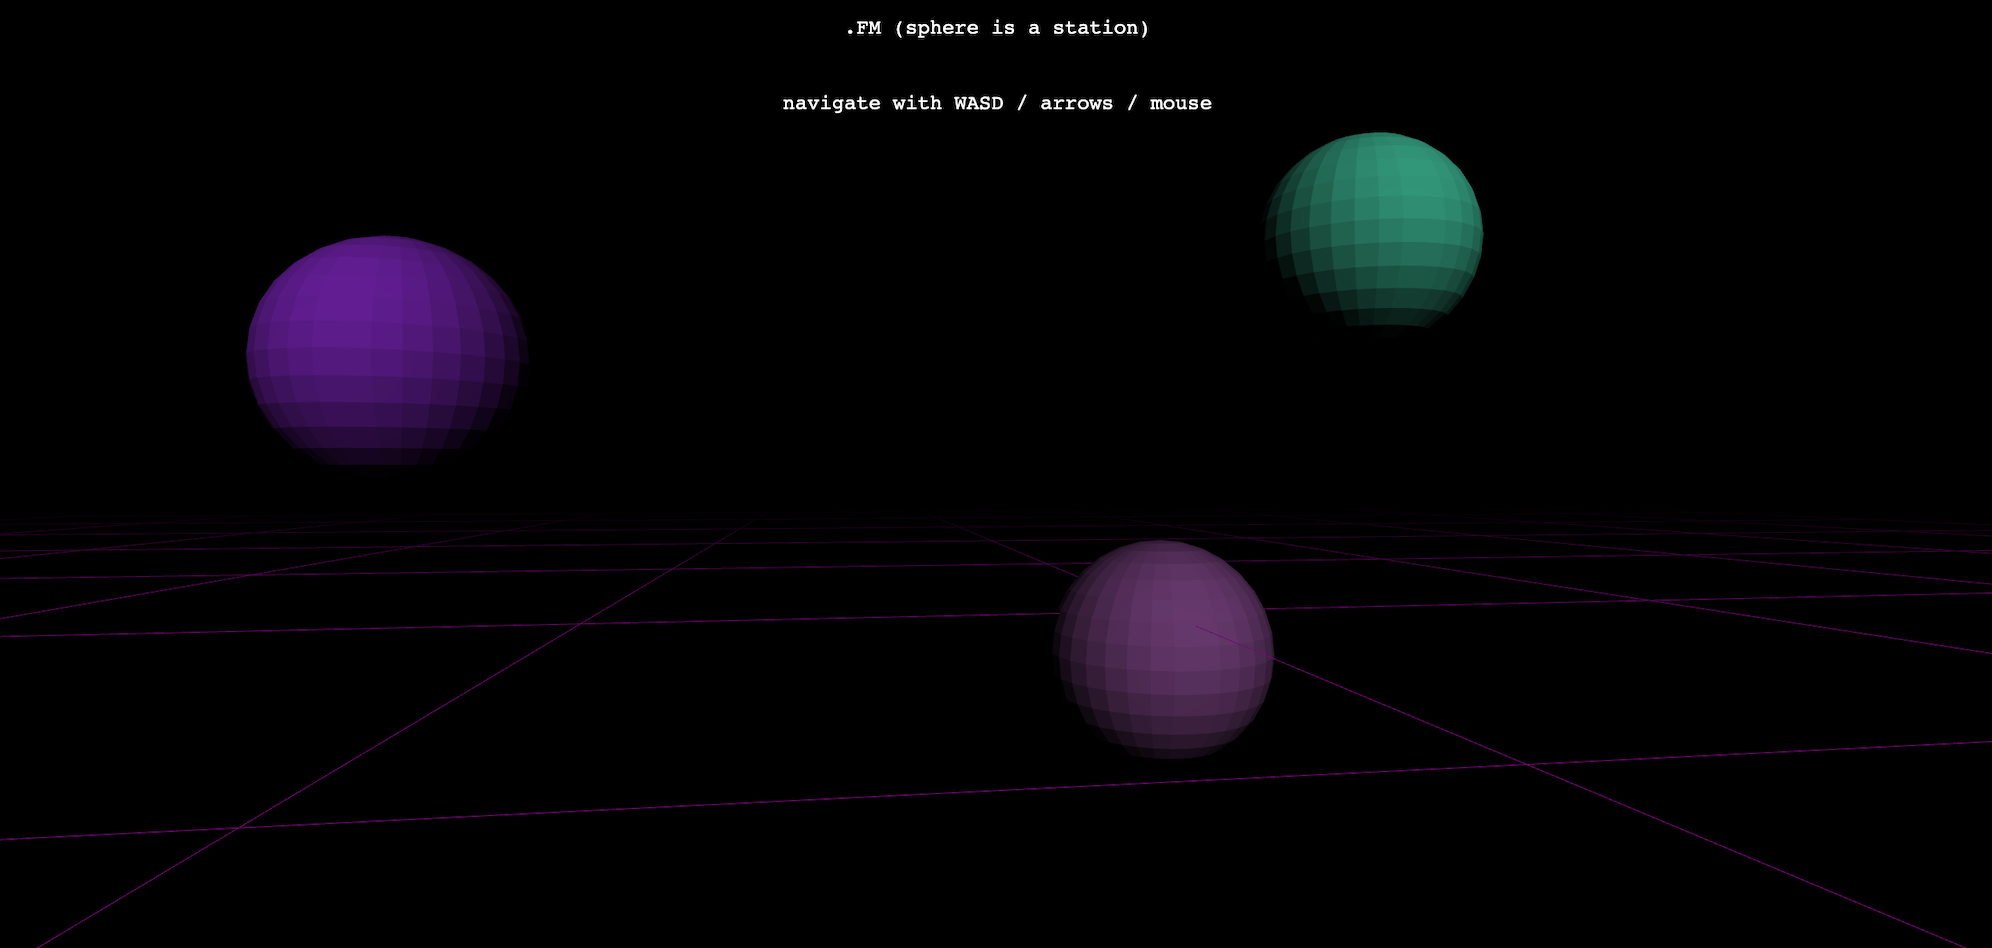 .FM (sphere is a station)
navigate with WASD / arrows / mouse